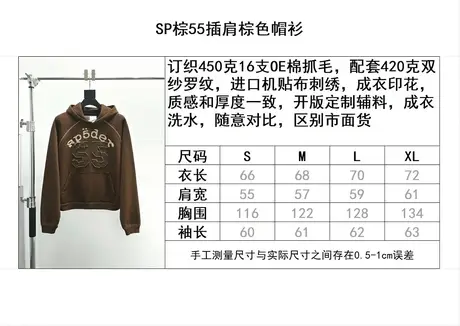 SP棕55插肩棕色帽衫
订织450克16支OE棉抓毛，配套420克双
纱罗纹，进口机贴布刺绣，成衣印花，
质感和厚度一致，开版定制辅料，成衣
洗水，随意对比，区别市面货
尺码 S M L XL
衣长 66 68 70 72
肩宽 55 57 59 61
胸围 116 122 128 134
袖长 60 61 62 63
手工测量尺寸与实际尺寸之间存在0.5-1cm误差
Spöder
55